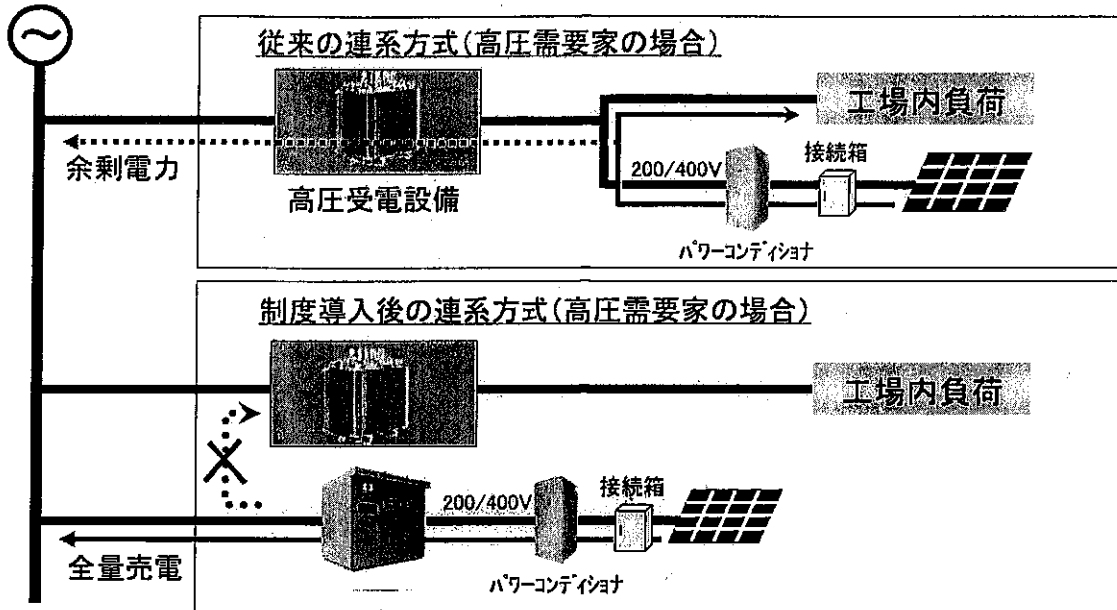 従来の連系方式(高圧需要家の場合)
工場内負荷
余剰電力
高圧受電設備
200/400V
接続箱
パワーコンディショナ
制度導入後の連系方式(高圧需要家の場合)
工場内負荷
200/400V
接続箱
全量売電
パワーコンディショナ